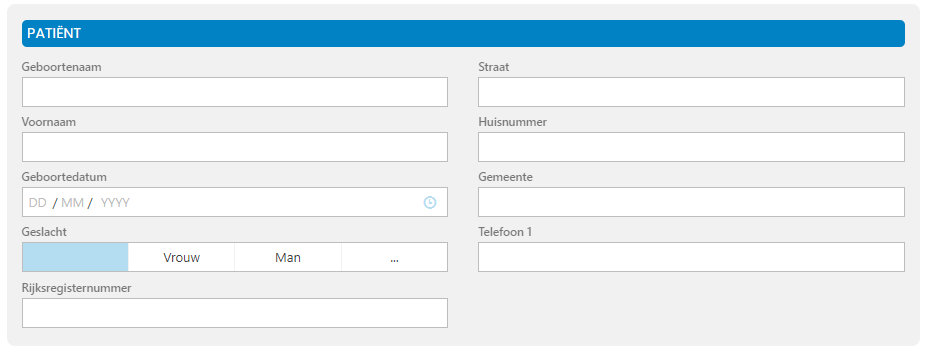 PATIËNT
Geboortenaam
Voornaam
Geboortedatum
DD / MM / YYYY
Geslacht
Vrouw Man ...
Rijksregisternummer
Straat
Huisnummer
Gemeente
Telefoon 1